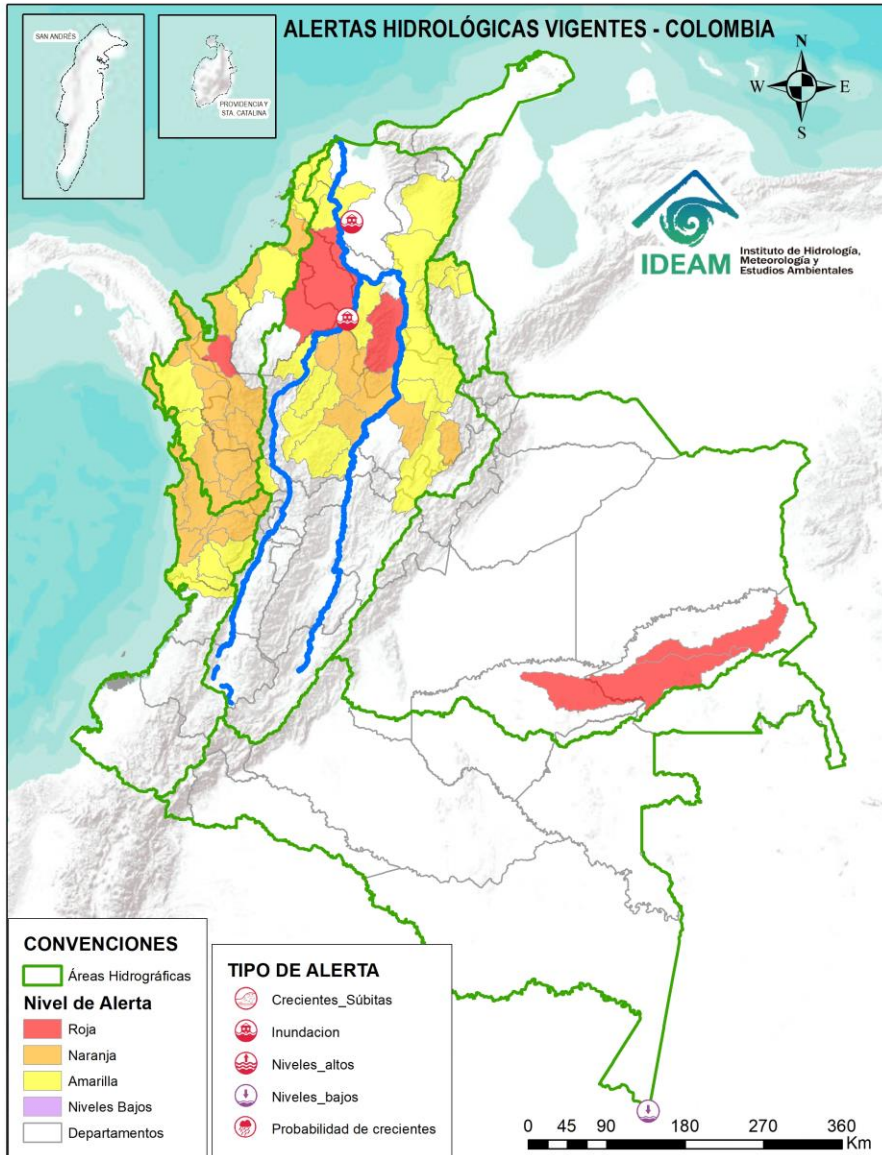 ALERTAS HIDROLÓGICAS VIGENTES - COLOMBIA
SAN ANDRÉS
PROVIDENCIA Y
STA. CATALINA
N
W
E
S
IDEAM
Instituto de Hidrología,
Meteorología y
Estudios Ambientales
CONVENCIONES
Áreas Hidrográficas
Nivel de Alerta
Roja
Naranja
Amarilla
Niveles Bajos
Departamentos
TIPO DE ALERTA
Crecientes_Súbitas
Inundacion
Niveles_altos
Niveles_bajos
Probabilidad de crecientes
0 45 90 180 270 360
Km